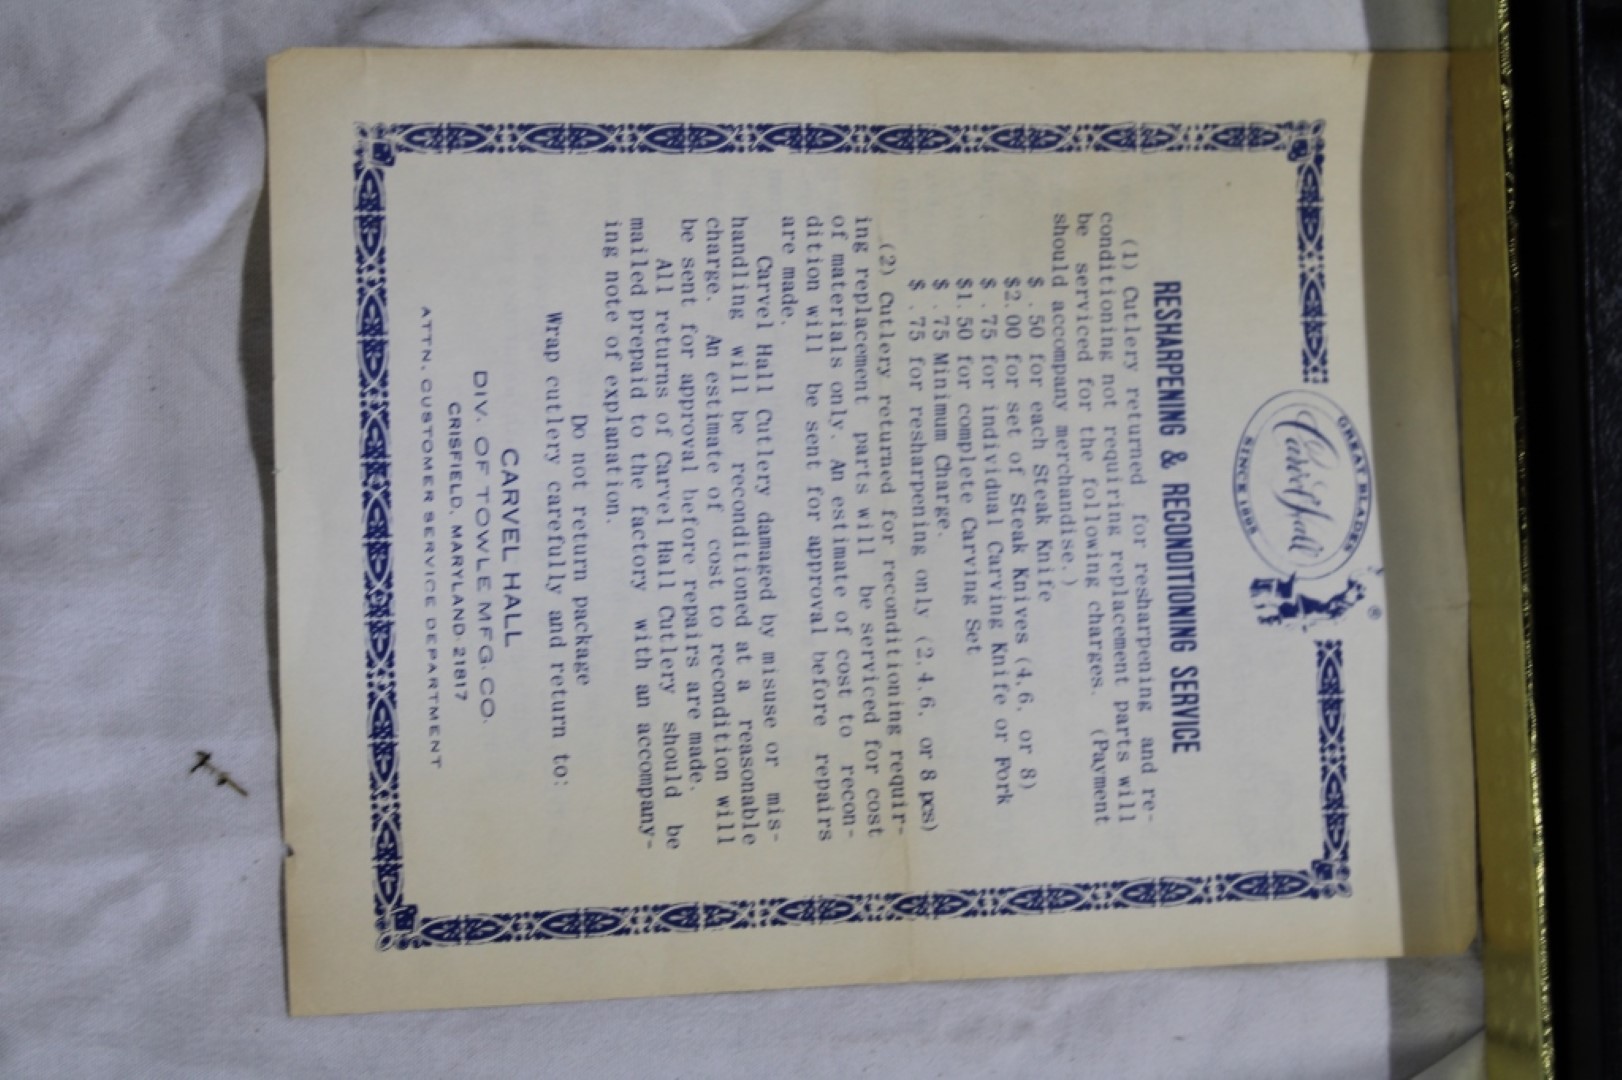 GREAT BLADES
Carvel Hall
SINCE 1895
®
RESHARPENING & RECONDITIONING SERVICE
(1) Cutlery returned for resharpening and re-
conditioning not requiring replacement parts will
be serviced for the following charges. (Payment
should accompany merchandise.)
$ .50 for each Steak Knife
$2.00 for set of Steak Knives (4, 6, or 8)
$ .75 for individual Carving Knife or Fork
$1.50 for complete Carving Set
$ .75 Minimum Charge.
$ .75 for resharpening only (2, 4, 6, or 8 pcs)
(2) Cutlery returned for reconditioning requir-
ing replacement parts will be serviced for cost
of materials only. An estimate of cost to recon-
dition will be sent for approval before repairs
are made.
Carvel Hall Cutlery damaged by misuse or mis-
handling will be reconditioned at a reasonable
charge. An estimate of cost to recondition will
be sent for approval before repairs are made.
All returns of Carvel Hall Cutlery should be
mailed prepaid to the factory with an accompany-
ing note of explanation.
Do not return package
Wrap cutlery carefully and return to:
CARVEL HALL
DIV. OF TOWLE MFG. CO.
CRISFIELD, MARYLAND. 21817
ATTN. CUSTOMER SERVICE DEPARTMENT